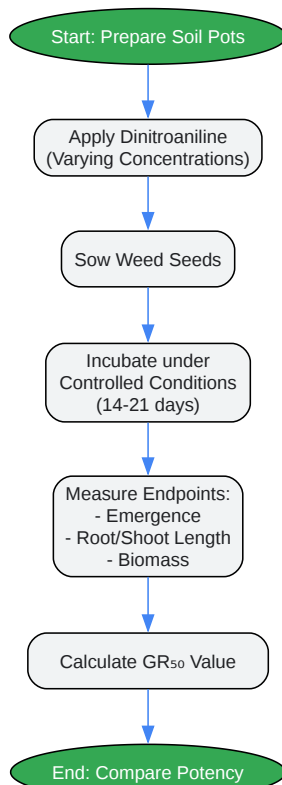 Start: Prepare Soil Pots
Apply Dinitroaniline
(Varying Concentrations)
Sow Weed Seeds
Incubate under
Controlled Conditions
(14-21 days)
Measure Endpoints:
- Emergence
- Root/Shoot Length
- Biomass
Calculate GR₅₀ Value
End: Compare Potency